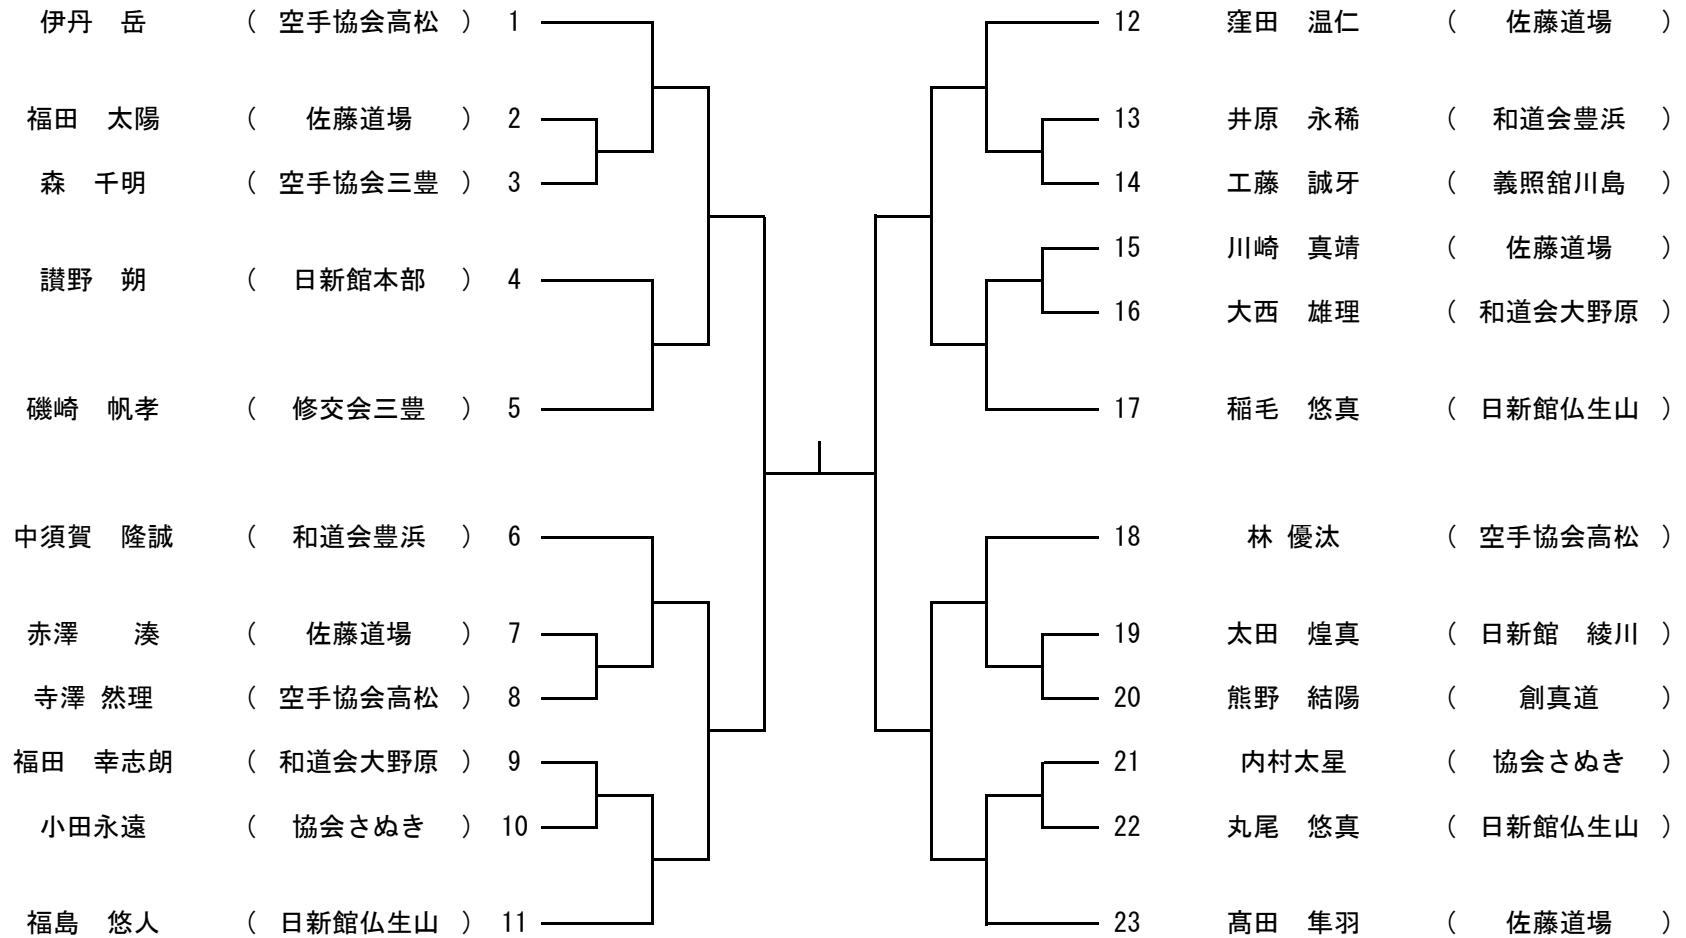 伊丹　岳　（　空手協会高松　）　1
福田　太陽　（　佐藤道場　）　2
森　千明　（　空手協会三豊　）　3
讃野　朔　（　日新館本部　）　4
磯崎　帆孝　（　修交会三豊　）　5
中須賀　隆誠　（　和道会豊浜　）　6
赤澤　　湊　（　佐藤道場　）　7
寺澤 然理　（　空手協会高松　）　8
福田　幸志朗　（　和道会大野原　）　9
小田永遠　（　協会さぬき　）　10
福島　悠人　（　日新館仏生山　）　11
12　窪田　温仁　（　佐藤道場　）
13　井原　永稀　（　和道会豊浜　）
14　工藤　誠牙　（　義照舘川島　）
15　川崎　真靖　（　佐藤道場　）
16　大西　雄理　（　和道会大野原　）
17　稲毛　悠真　（　日新館仏生山　）
18　林 優汰　（　空手協会高松　）
19　太田　煌真　（　日新館　綾川　）
20　熊野　結陽　（　創真道　）
21　内村太星　（　協会さぬき　）
22　丸尾　悠真　（　日新館仏生山　）
23　髙田　隼羽　（　佐藤道場　）